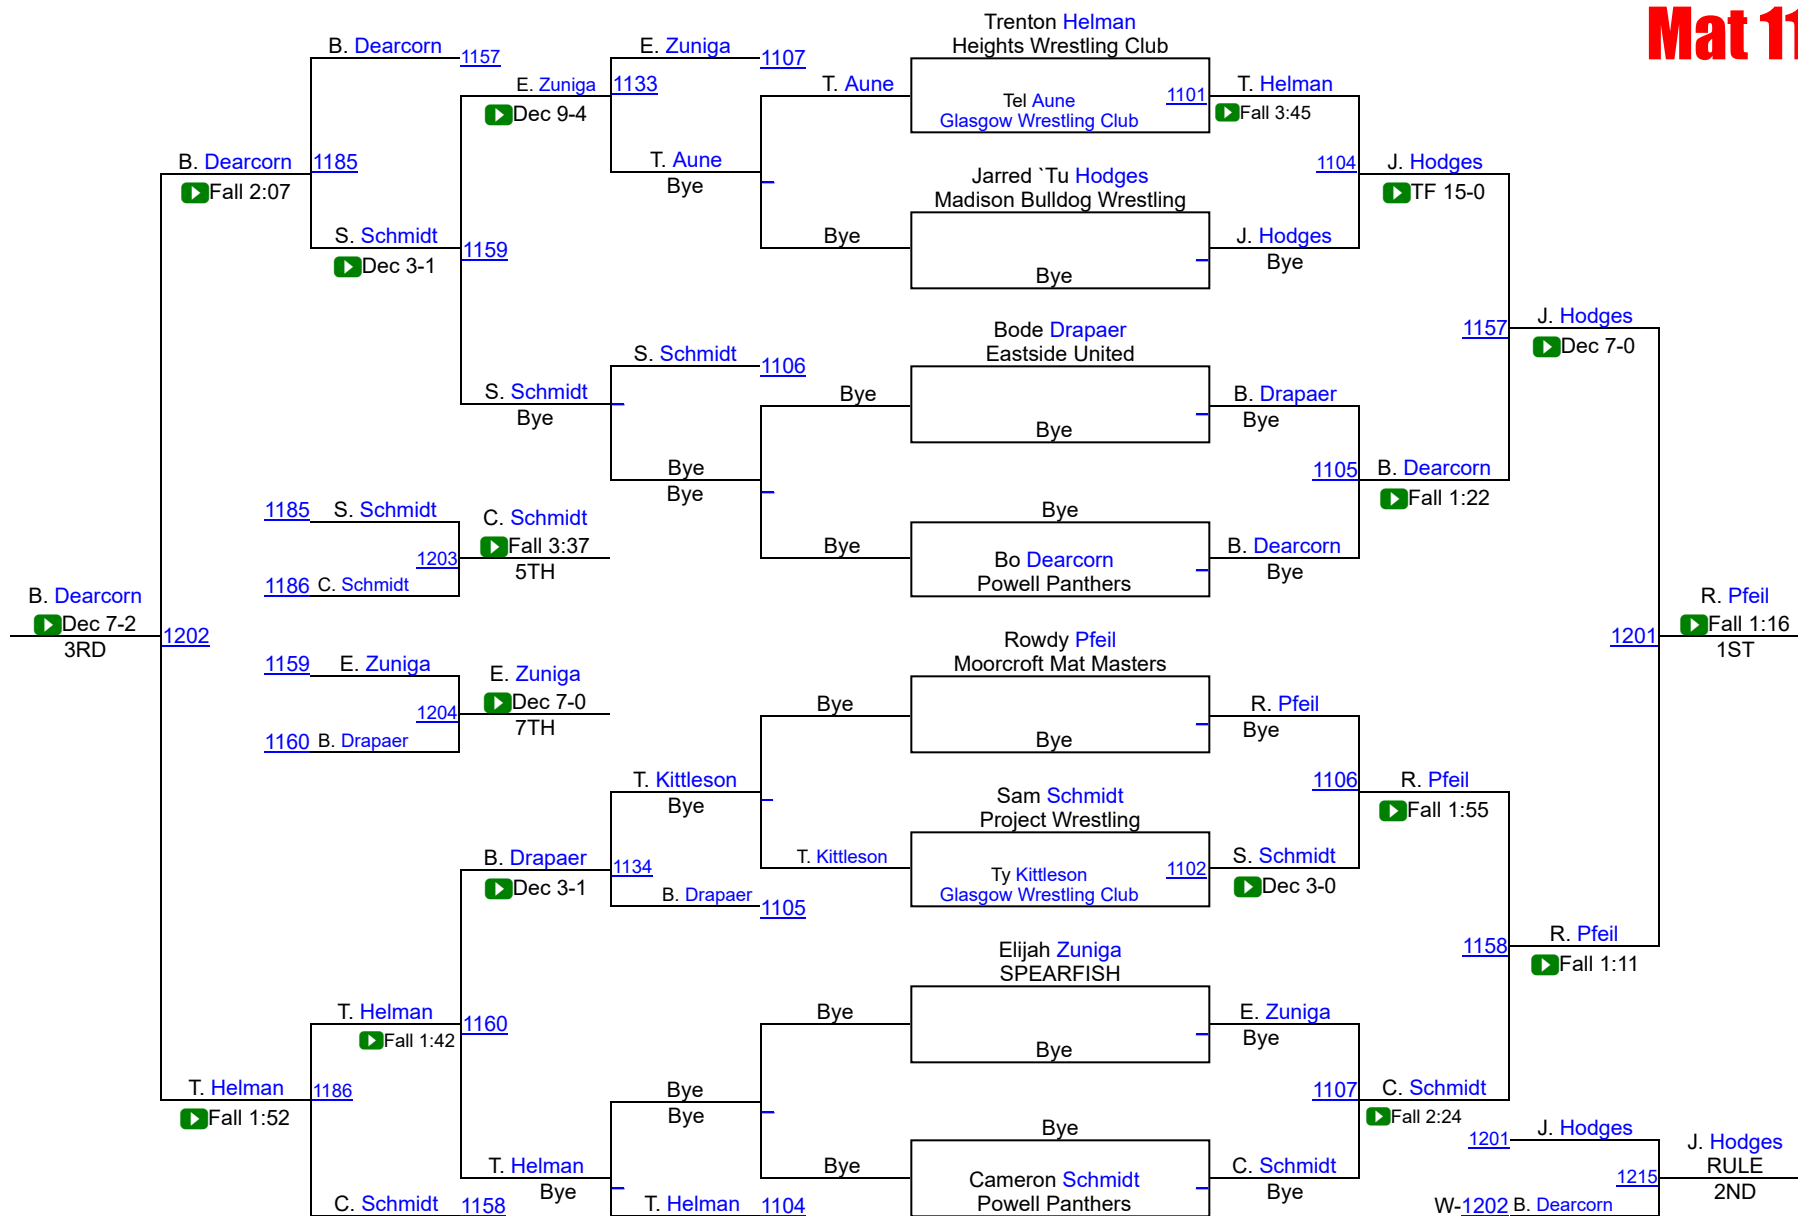 Mat 11
Trenton Helman
Heights Wrestling Club
B. Dearcorn
1157
E. Zuniga
1107
T. Aune
Tel Aune
Glasgow Wrestling Club
1101
T. Helman
Fall 3:45
E. Zuniga
1133
Dec 9-4
B. Dearcorn
1185
Fall 2:07
T. Aune
Bye
Jarred `Tu Hodges
Madison Bulldog Wrestling
1104
J. Hodges
TF 15-0
S. Schmidt
1159
Dec 3-1
Bye
Bye
J. Hodges
Bye
Bode Drapaer
Eastside United
1157
J. Hodges
Dec 7-0
S. Schmidt
1106
S. Schmidt
Bye
Bye
Bye
B. Drapaer
Bye
Bye
Bye
1105
B. Dearcorn
Fall 1:22
1185
S. Schmidt
C. Schmidt
Fall 3:37
5TH
1203
1186
C. Schmidt
Bye
Bye
Bo Dearcorn
Powell Panthers
B. Dearcorn
Bye
B. Dearcorn
Dec 7-2
3RD
1202
Rowdy Pfeil
Moorcroft Mat Masters
1201
R. Pfeil
Fall 1:16
1ST
1159
E. Zuniga
E. Zuniga
Dec 7-0
7TH
1204
1160
B. Drapaer
Bye
Bye
R. Pfeil
Bye
T. Kittleson
Bye
Sam Schmidt
Project Wrestling
1106
R. Pfeil
Fall 1:55
B. Drapaer
1134
Dec 3-1
T. Kittleson
Ty Kittleson
Glasgow Wrestling Club
1102
S. Schmidt
Dec 3-0
B. Drapaer
1105
Elijah Zuniga
SPEARFISH
1158
R. Pfeil
Fall 1:11
T. Helman
1160
Fall 1:42
Bye
Bye
E. Zuniga
Bye
T. Helman
1186
Fall 1:52
Bye
Bye
1107
C. Schmidt
Fall 2:24
Bye
1201
J. Hodges
J. Hodges
RULE
2ND
1215
T. Helman
Bye
Bye
Cameron Schmidt
Powell Panthers
C. Schmidt
Bye
C. Schmidt
1158
T. Helman
1104
W-1202
B. Dearcorn